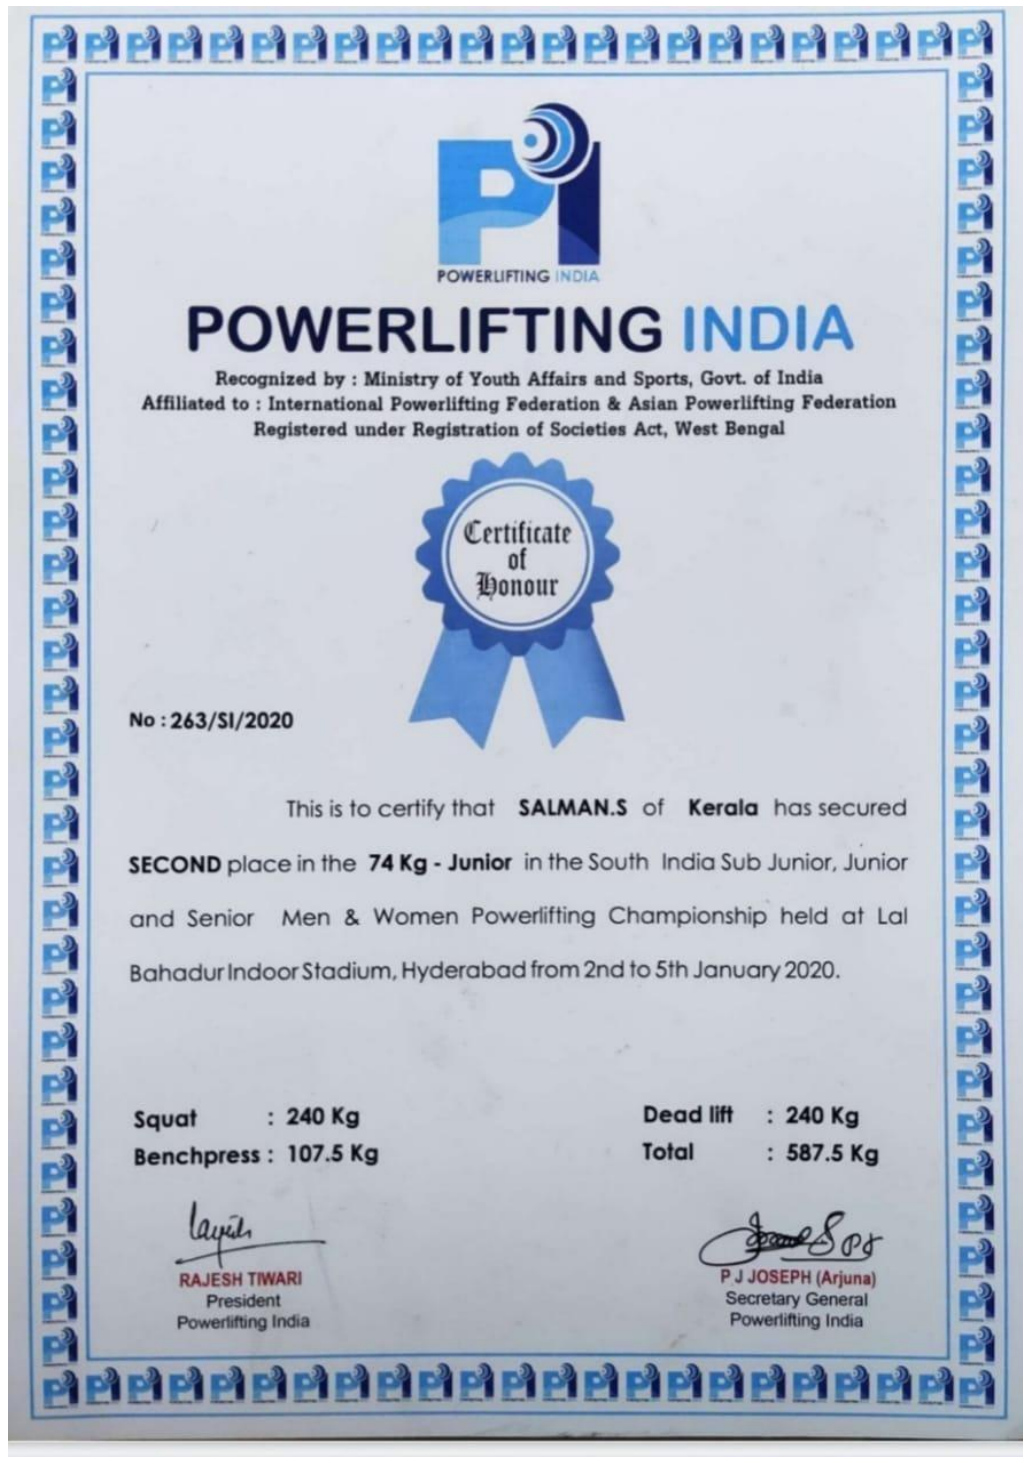 POWERLIFTING INDIA
POWERLIFTING INDIA
Recognized by : Ministry of Youth Affairs and Sports, Govt. of India
Affiliated to : International Powerlifting Federation & Asian Powerlifting Federation
Registered under Registration of Societies Act, West Bengal
Certificate
of
Honour
No : 263/SI/2020
This is to certify that SALMAN.S of Kerala has secured
SECOND place in the 74 Kg - Junior in the South India Sub Junior, Junior
and Senior Men & Women Powerlifting Championship held at Lal
Bahadur Indoor Stadium, Hyderabad from 2nd to 5th January 2020.
Squat : 240 Kg
Benchpress : 107.5 Kg
Dead lift : 240 Kg
Total : 587.5 Kg
RAJESH TIWARI
President
Powerlifting India
P.J JOSEPH (Arjuna)
Secretary General
Powerlifting India